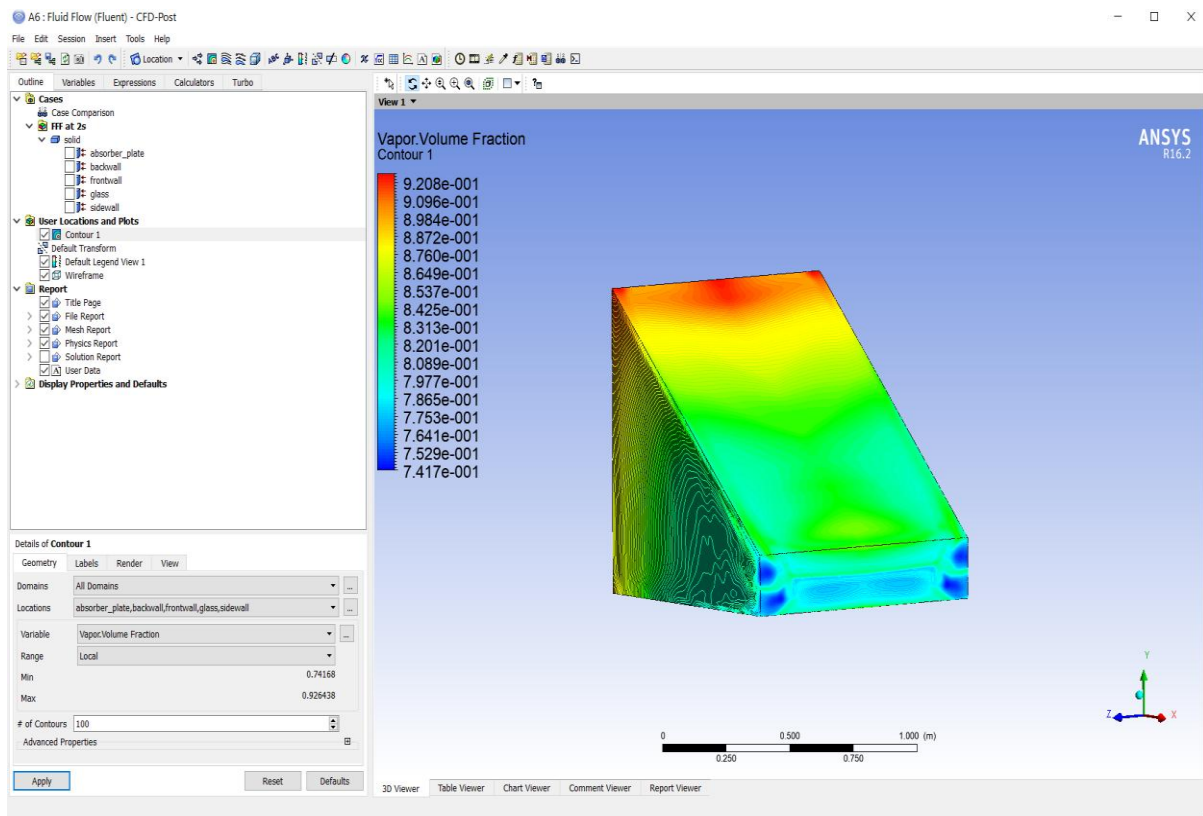 A6 : Fluid Flow (Fluent) - CFD-Post
File Edit Session Insert Tools Help
Location
Outline Variables Expressions Calculators Turbo
Cases
Case Comparison
FFF at 2s
solid
absorber_plate
backwall
frontwall
glass
sidewall
User Locations and Plots
Contour 1
Default Transform
Default Legend View 1
Wireframe
Report
Title Page
File Report
Mesh Report
Physics Report
Solution Report
User Data
Display Properties and Defaults
Details of Contour 1
Geometry Labels Render View
Domains All Domains
Locations absorber_plate,backwall,frontwall,glass,sidewall
Variable Vapor.Volume Fraction
Range Local
Min 0.74168
Max 0.926438
# of Contours 100
Advanced Properties
Apply Reset Defaults
View 1
Vapor.Volume Fraction
Contour 1
9.208e-001
9.096e-001
8.984e-001
8.872e-001
8.760e-001
8.649e-001
8.537e-001
8.425e-001
8.313e-001
8.201e-001
8.089e-001
7.977e-001
7.865e-001
7.753e-001
7.641e-001
7.529e-001
7.417e-001
ANSYS
R16.2
Y
Z X
0 0.500 1.000 (m)
0.250 0.750
3D Viewer Table Viewer Chart Viewer Comment Viewer Report Viewer